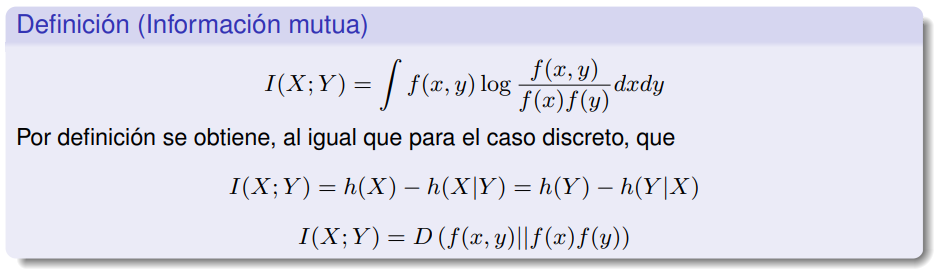 Definición (Información mutua)
I(X;Y) = ∫ f(x,y) log f(x,y) / f(x)f(y) dxdy
Por definición se obtiene, al igual que para el caso discreto, que
I(X;Y) = h(X) − h(X|Y) = h(Y) − h(Y|X)
I(X;Y) = D (f(x,y)||f(x)f(y))